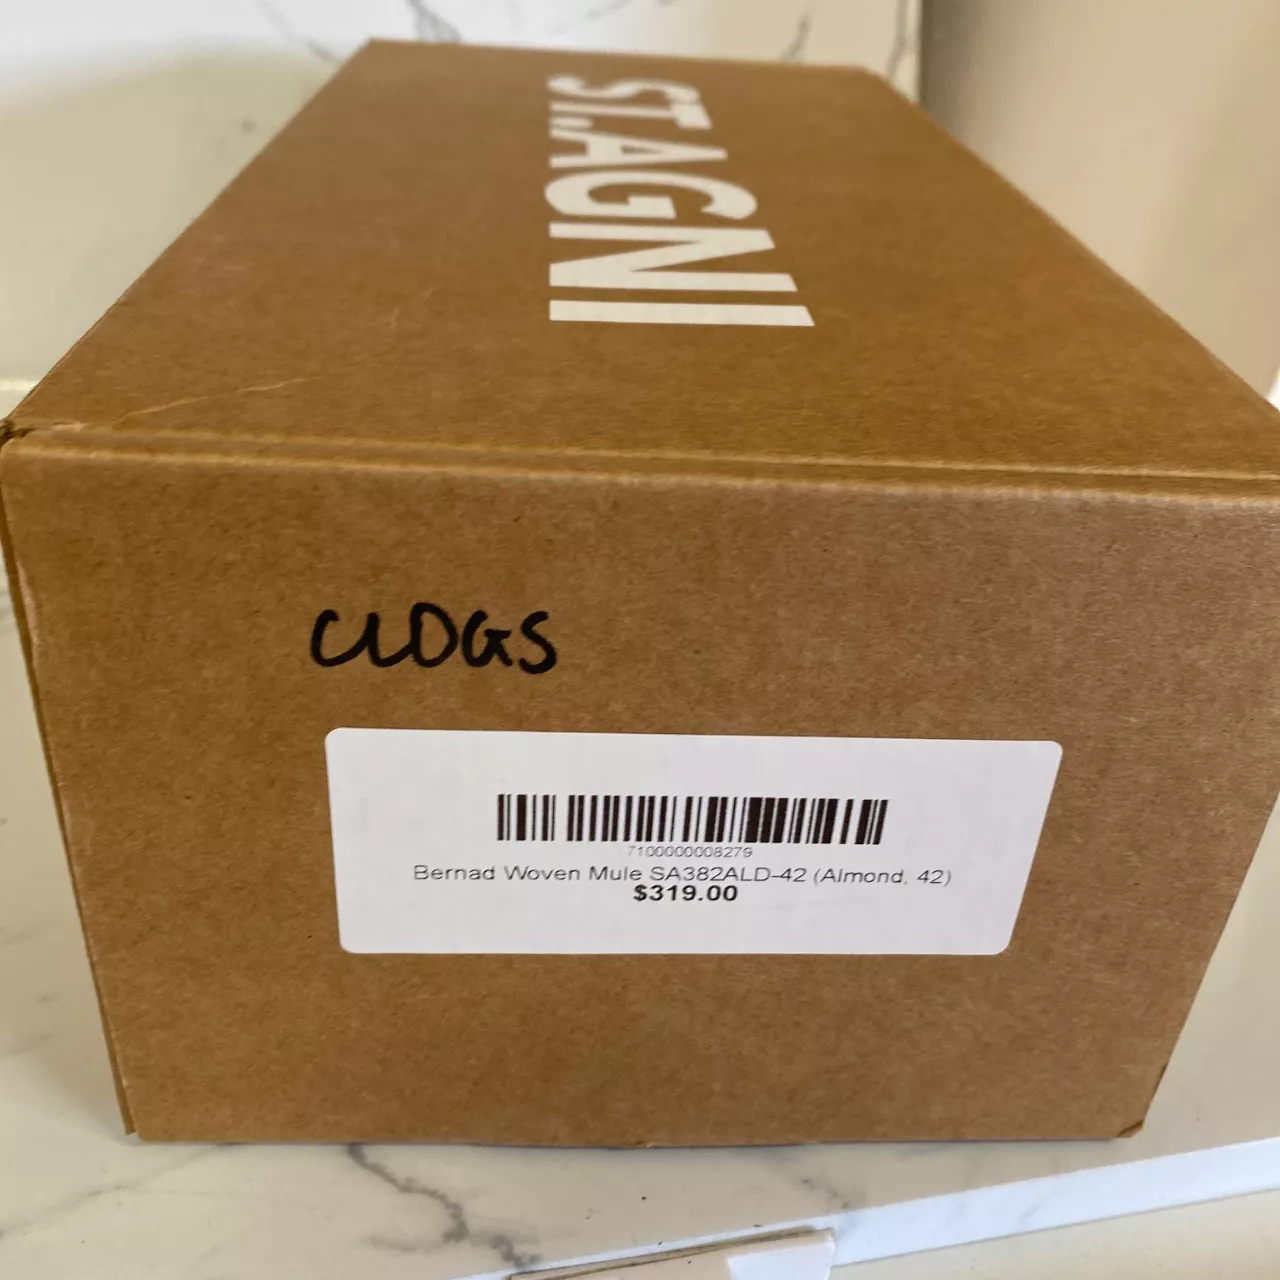 ST.AGNI
CLOGS
7100000008279
Bernad Woven Mule SA382ALD-42 (Almond, 42)
$319.00